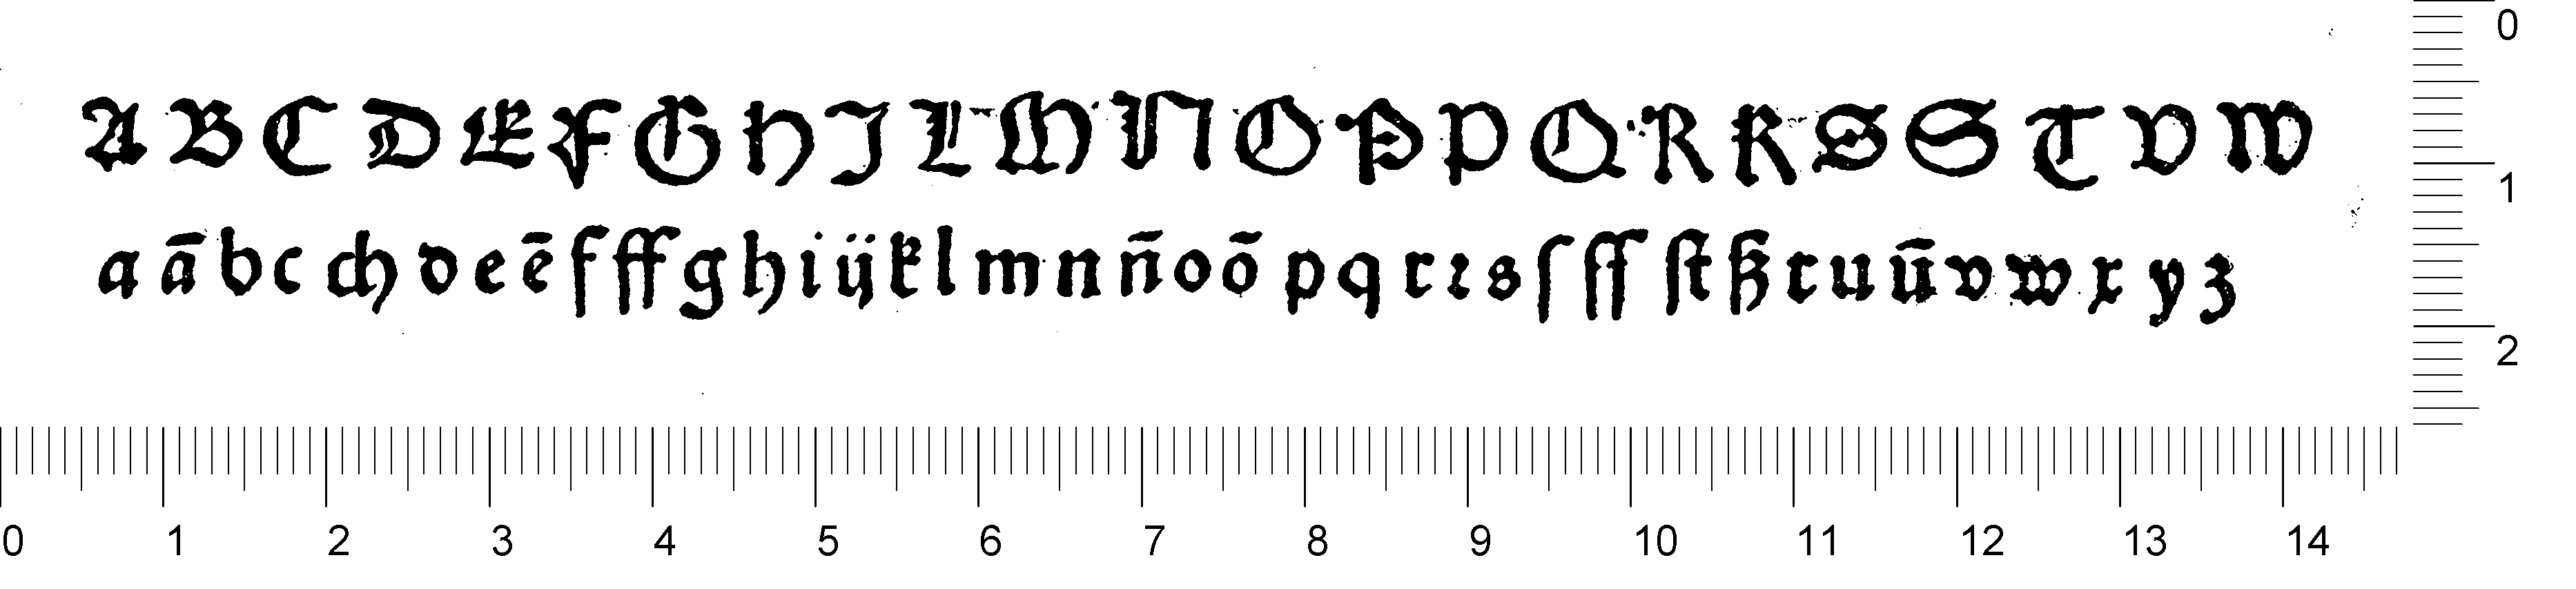 A B C D E F G H I L M N O P P Q R R S S T V W
a ā b c ch d e ē f ff g h i ij̈ k l m n n̄ o ō p q r ꝛ s ſ ſſ ſt ß t u ū v w x y z
0 1 2 3 4 5 6 7 8 9 10 11 12 13 14
0
1
2